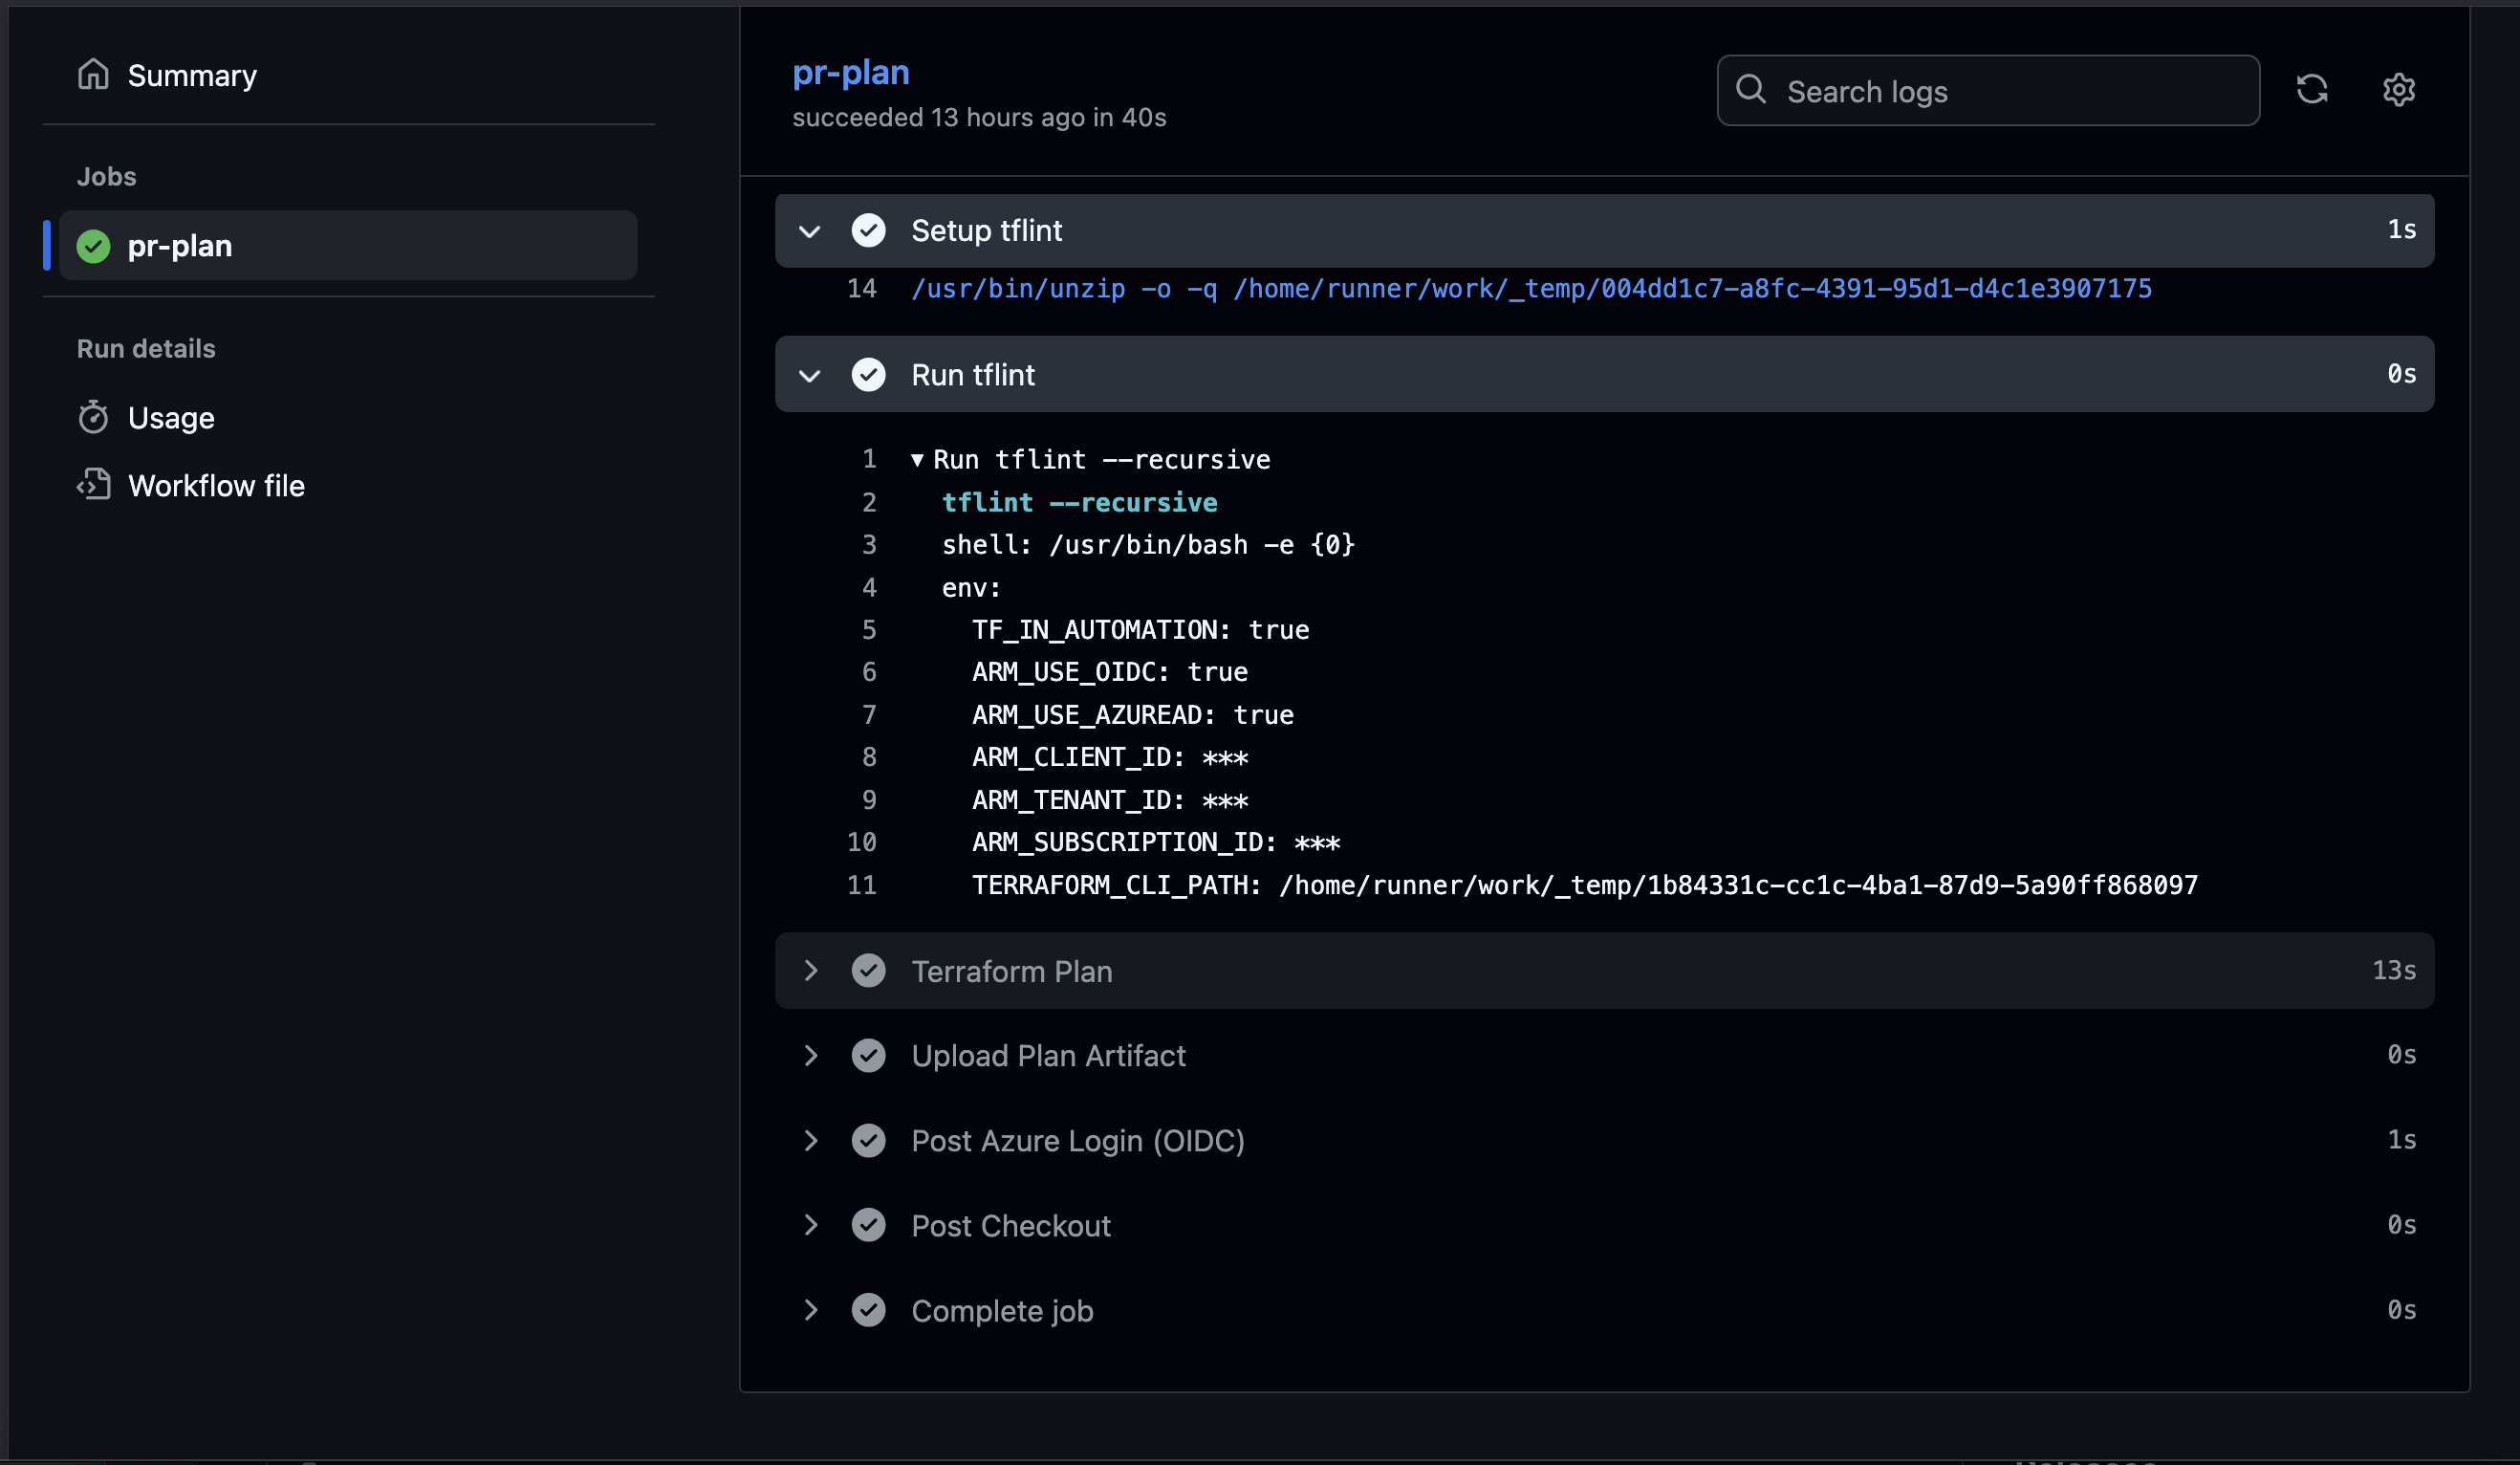 Summary
Jobs
pr-plan
Run details
Usage
Workflow file
pr-plan
succeeded 13 hours ago in 40s
Search logs
Setup tflint 1s
14 /usr/bin/unzip -o -q /home/runner/work/_temp/004dd1c7-a8fc-4391-95d1-d4c1e3907175
Run tflint 0s
1 ▼ Run tflint --recursive
2 tflint --recursive
3 shell: /usr/bin/bash -e {0}
4 env:
5 TF_IN_AUTOMATION: true
6 ARM_USE_OIDC: true
7 ARM_USE_AZUREAD: true
8 ARM_CLIENT_ID: ***
9 ARM_TENANT_ID: ***
10 ARM_SUBSCRIPTION_ID: ***
11 TERRAFORM_CLI_PATH: /home/runner/work/_temp/1b84331c-cc1c-4ba1-87d9-5a90ff868097
Terraform Plan 13s
Upload Plan Artifact 0s
Post Azure Login (OIDC) 1s
Post Checkout 0s
Complete job 0s